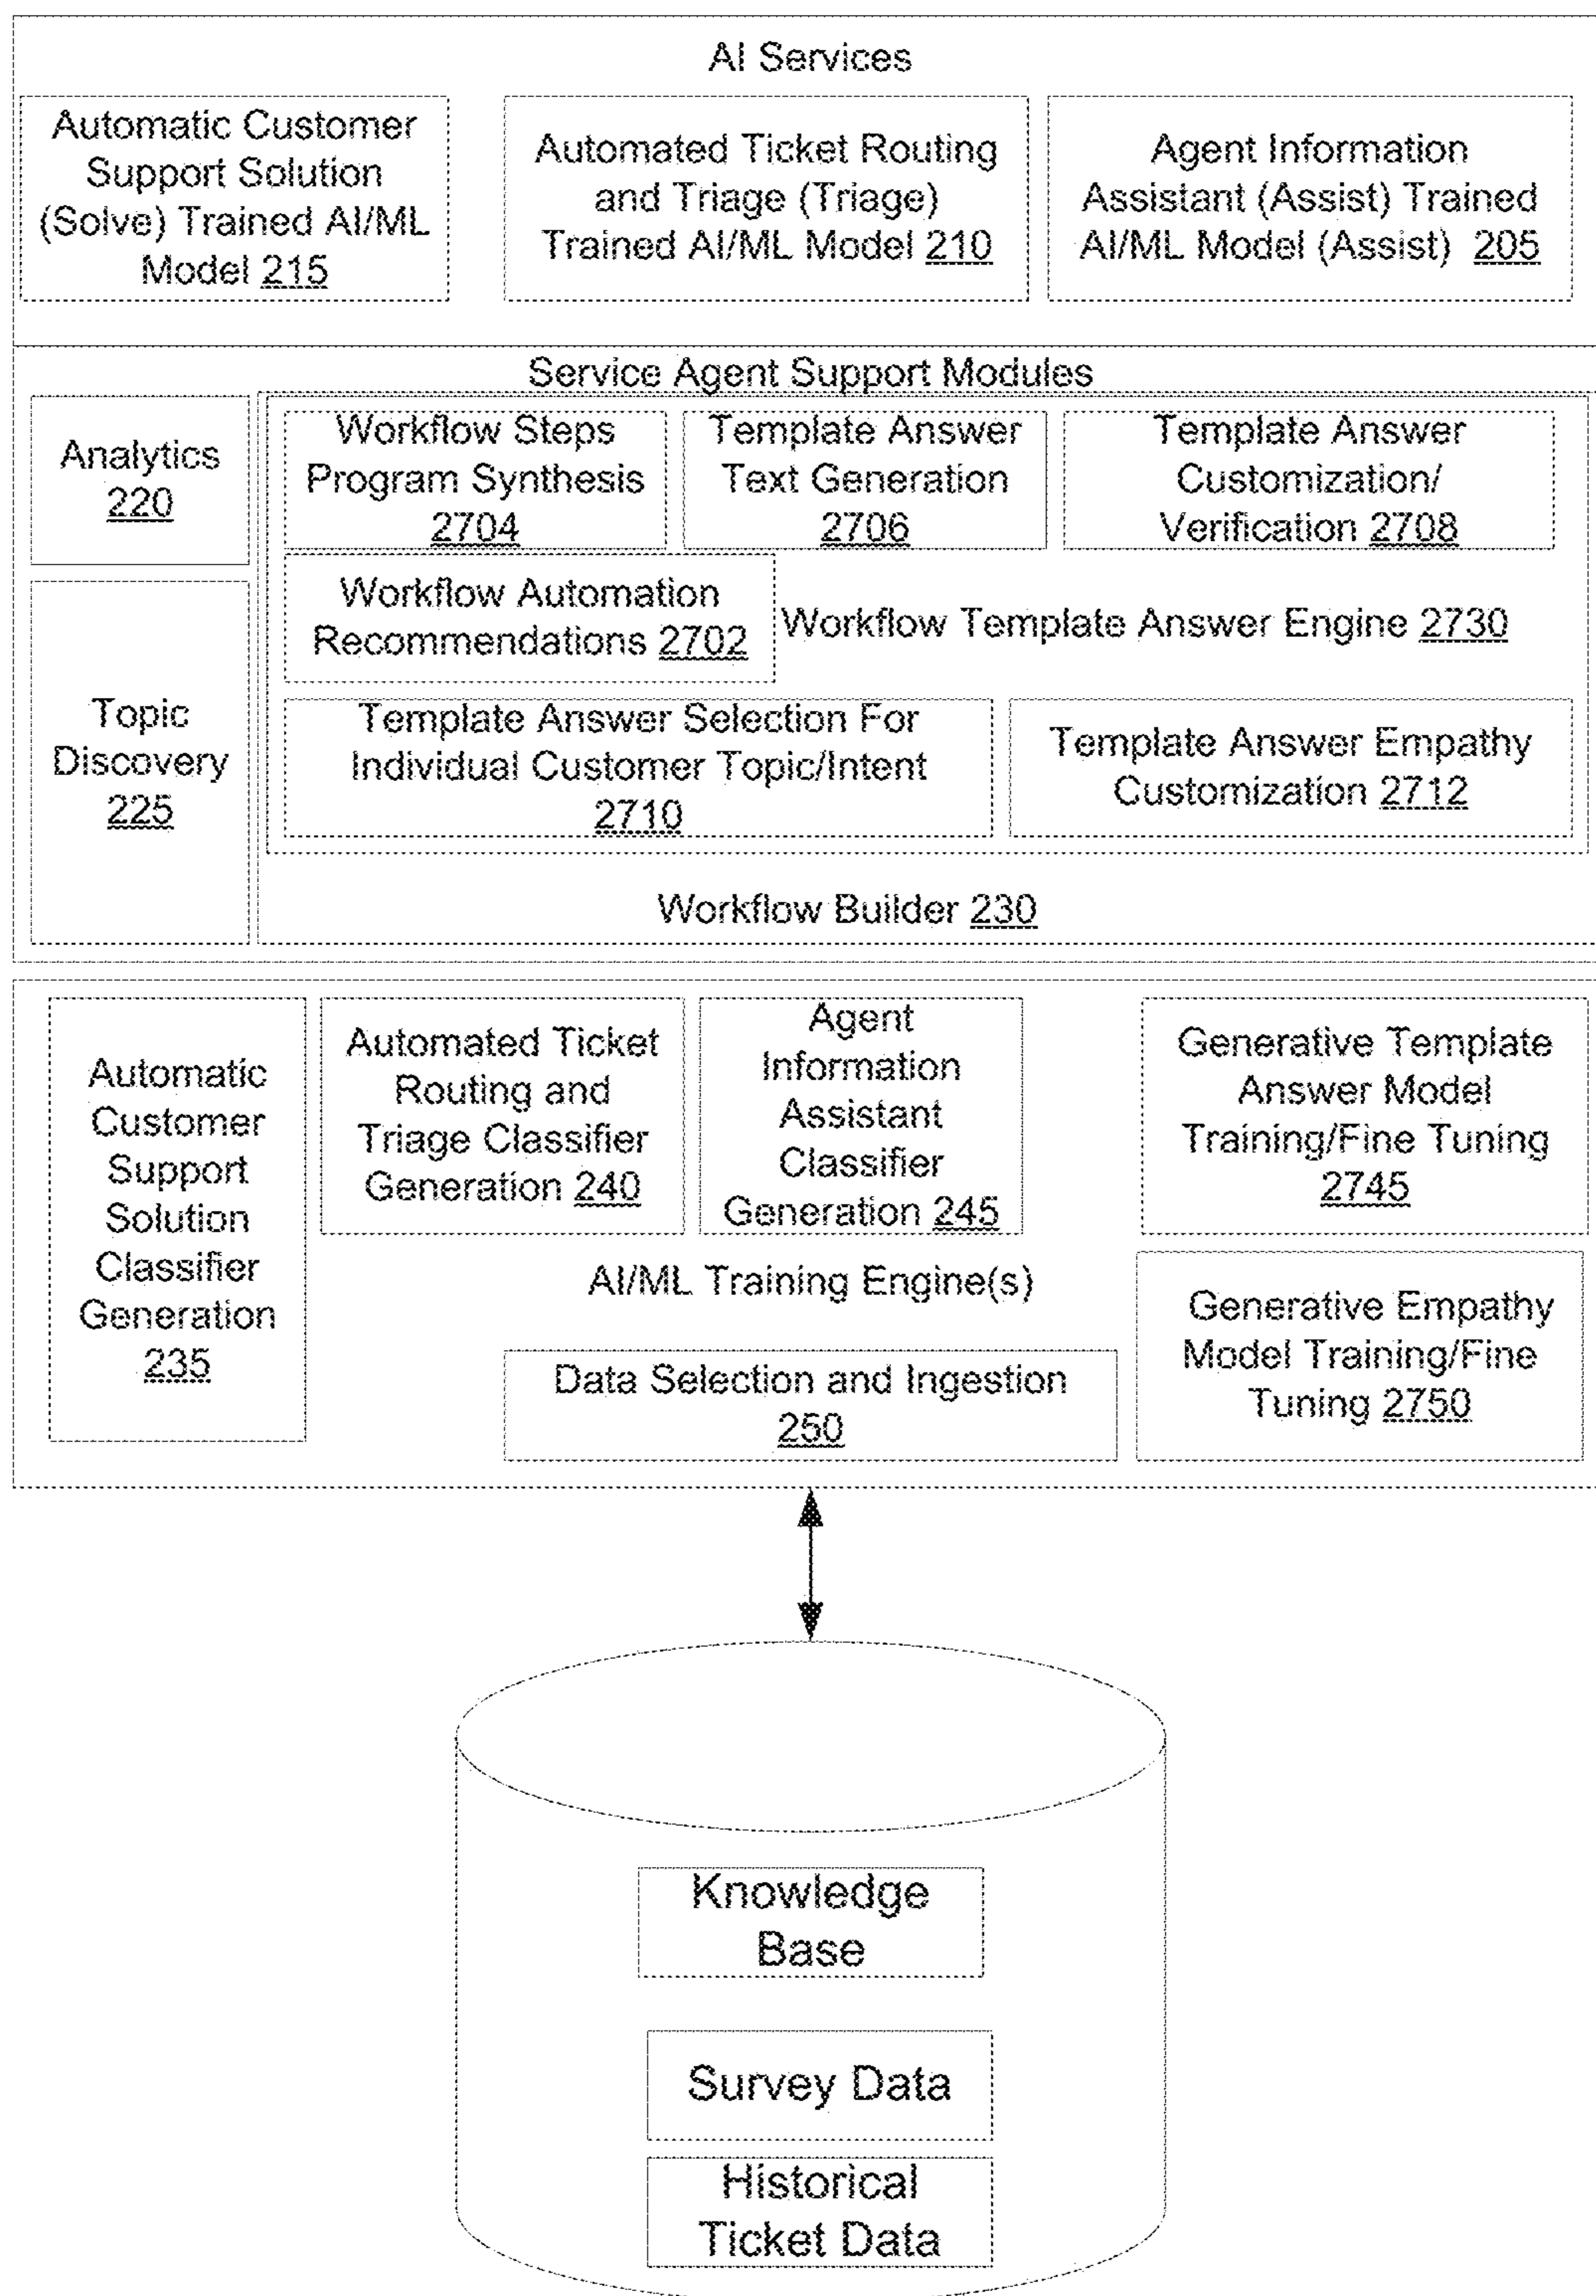 AI Services
Automatic Customer
Support Solution
(Solve) Trained AI/ML
Model 215
Automated Ticket Routing
and Triage (Triage)
Trained AI/ML Model 210
Agent Information
Assistant (Assist) Trained
AI/ML Model (Assist) 205
Service Agent Support Modules
Analytics
220
Topic
Discovery
225
Workflow Steps
Program Synthesis
2704
Template Answer
Text Generation
2706
Template Answer
Customization/
Verification 2708
Workflow Automation
Recommendations 2702
Workflow Template Answer Engine 2730
Template Answer Selection For
Individual Customer Topic/Intent
2710
Template Answer Empathy
Customization 2712
Workflow Builder 230
Automatic
Customer
Support
Solution
Classifier
Generation
235
Automated Ticket
Routing and
Triage Classifier
Generation 240
Agent
Information
Assistant
Classifier
Generation 245
Generative Template
Answer Model
Training/Fine Tuning
2745
AI/ML Training Engine(s)
Data Selection and Ingestion
250
Generative Empathy
Model Training/Fine
Tuning 2750
Knowledge
Base
Survey Data
Historical
Ticket Data